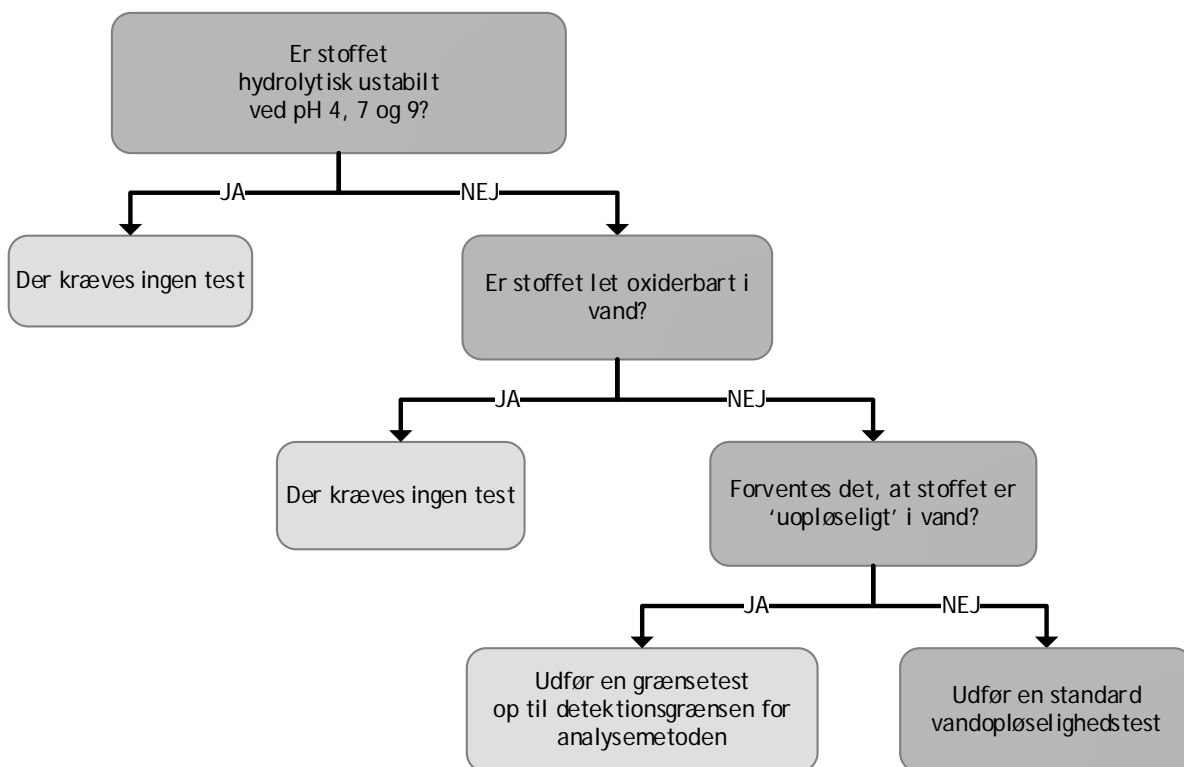 Er stoffet
hydrolytisk ustabilt
ved pH 4, 7 og 9?
JA
NEJ
Der kræves ingen test
Er stoffet let oxiderbart i
vand?
JA
NEJ
Der kræves ingen test
Forventes det, at stoffet er
‘uopløseligt’ i vand?
JA
NEJ
Udfør en grænsetest
op til detektionsgrænsen for
analysemetoden
Udfør en standard
vandopløselighedstest